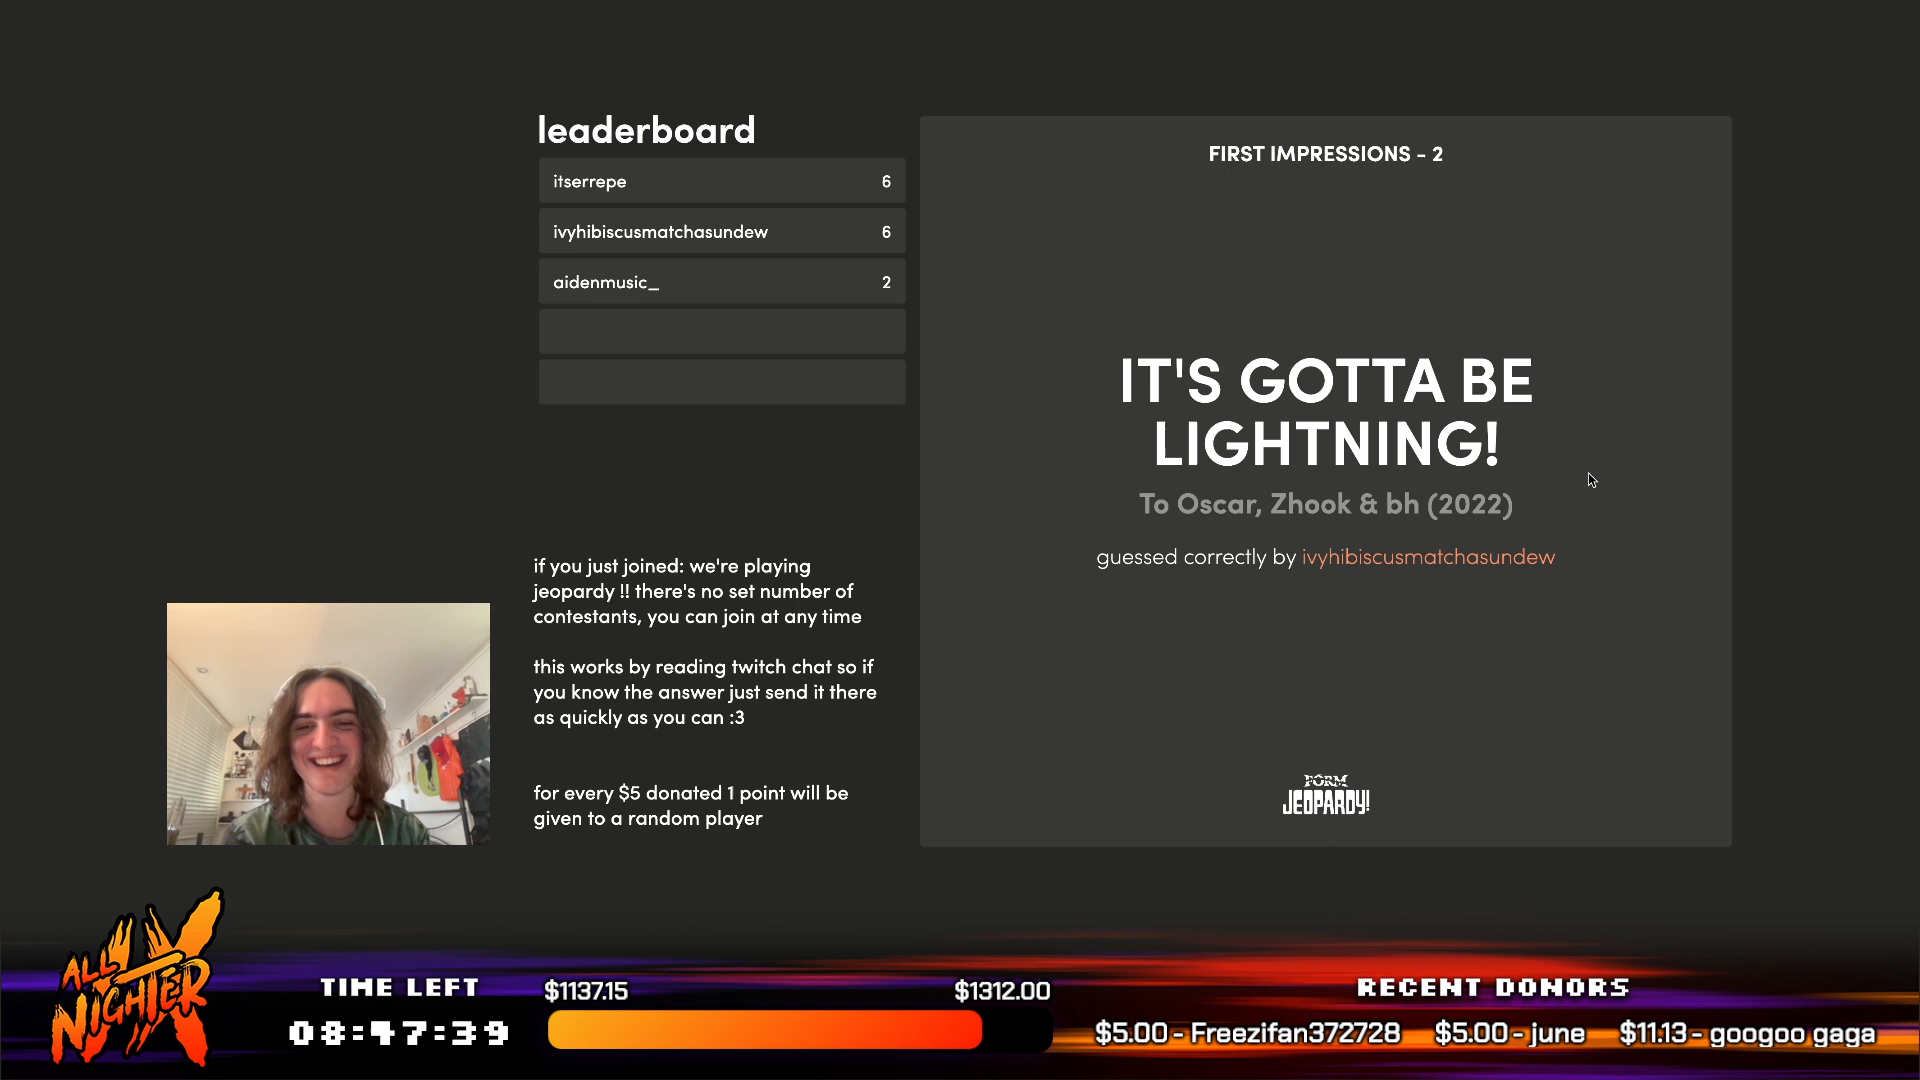 leaderboard
itserrepe 6
ivyhibiscusmatchasundew 6
aidenmusic_ 2
if you just joined: we're playing
jeopardy !! there's no set number of
contestants, you can join at any time
this works by reading twitch chat so if
you know the answer just send it there
as quickly as you can :3
for every $5 donated 1 point will be
given to a random player
FIRST IMPRESSIONS - 2
IT'S GOTTA BE
LIGHTNING!
To Oscar, Zhook & bh (2022)
guessed correctly by ivyhibiscusmatchasundew
FORM
JEOPARDY!
ALL
NIGHTER
TIME LEFT
08:47:39
$1137.15 $1312.00
RECENT DONORS
$5.00 - Freezifan372728 $5.00 - june $11.13 - googoo gaga